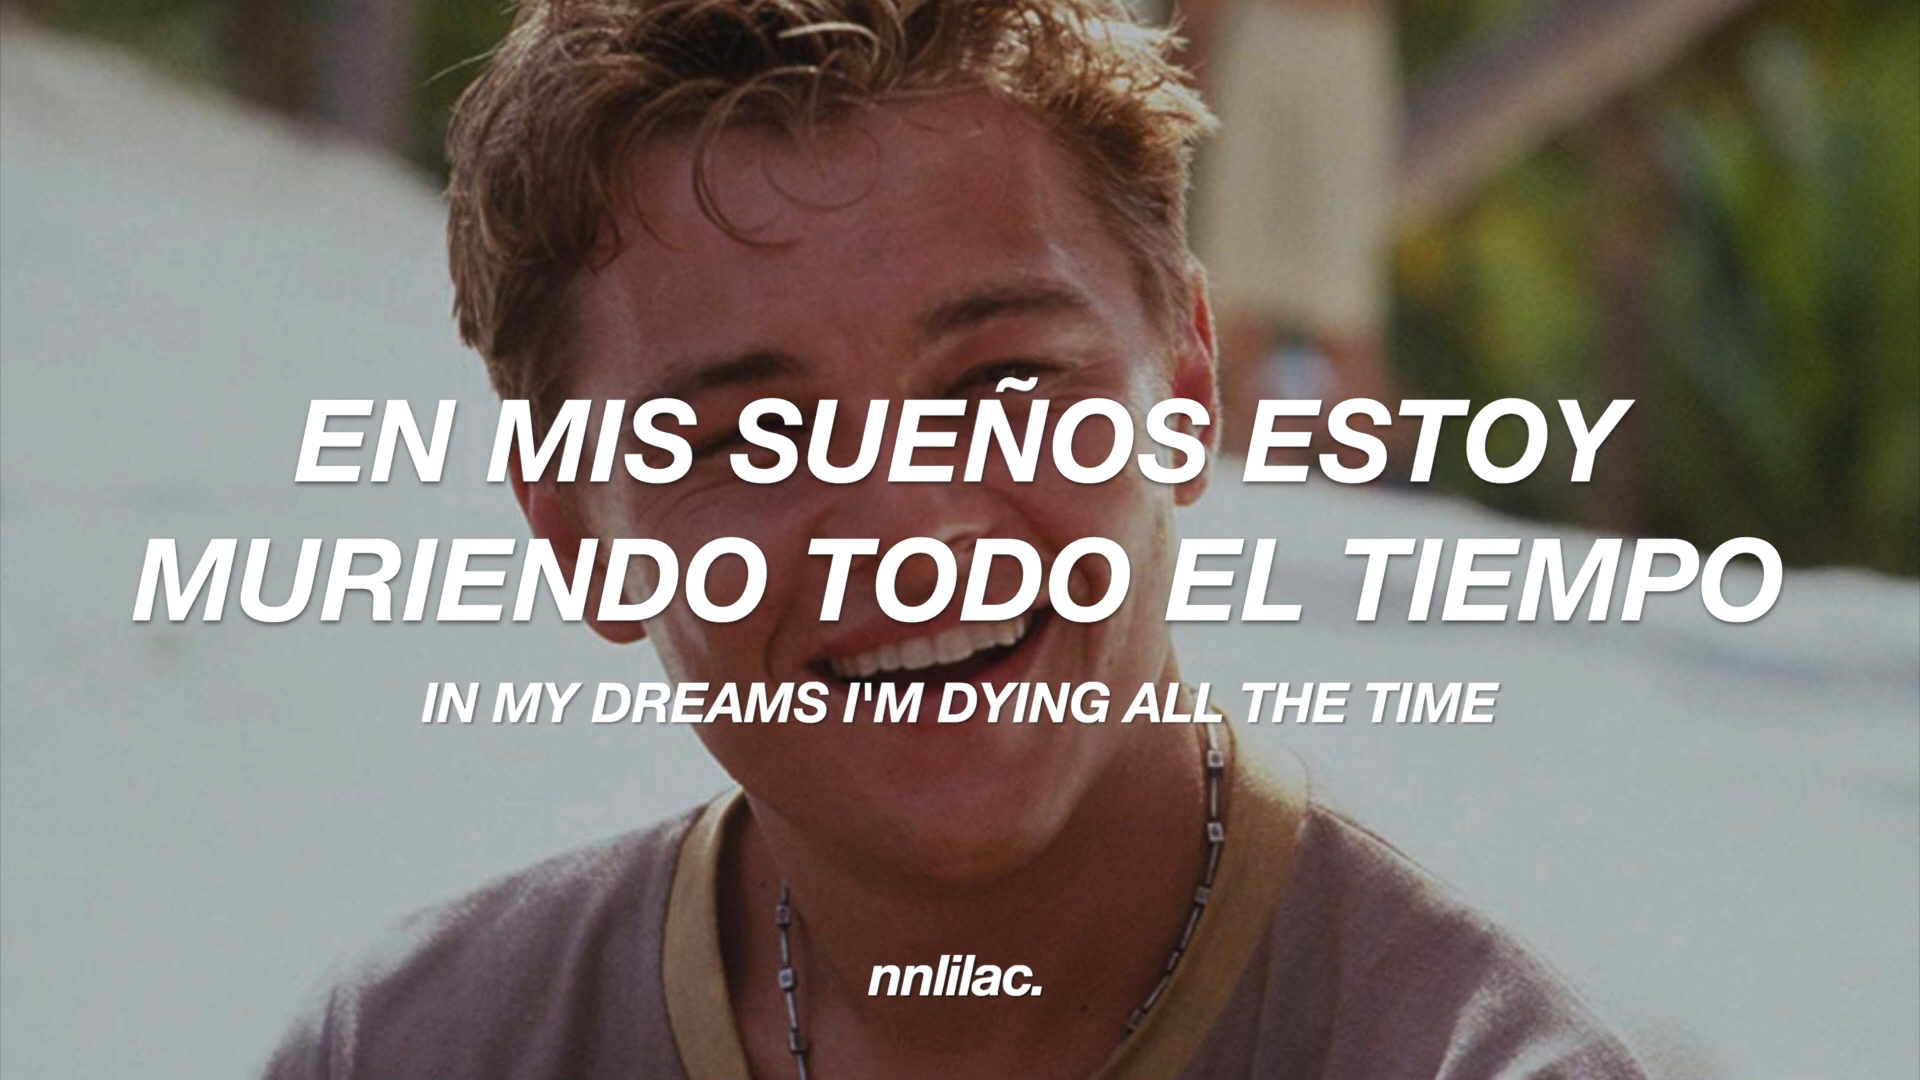 EN MIS SUEÑOS ESTOY
MURIENDO TODO EL TIEMPO
IN MY DREAMS I'M DYING ALL THE TIME
nnlilac.